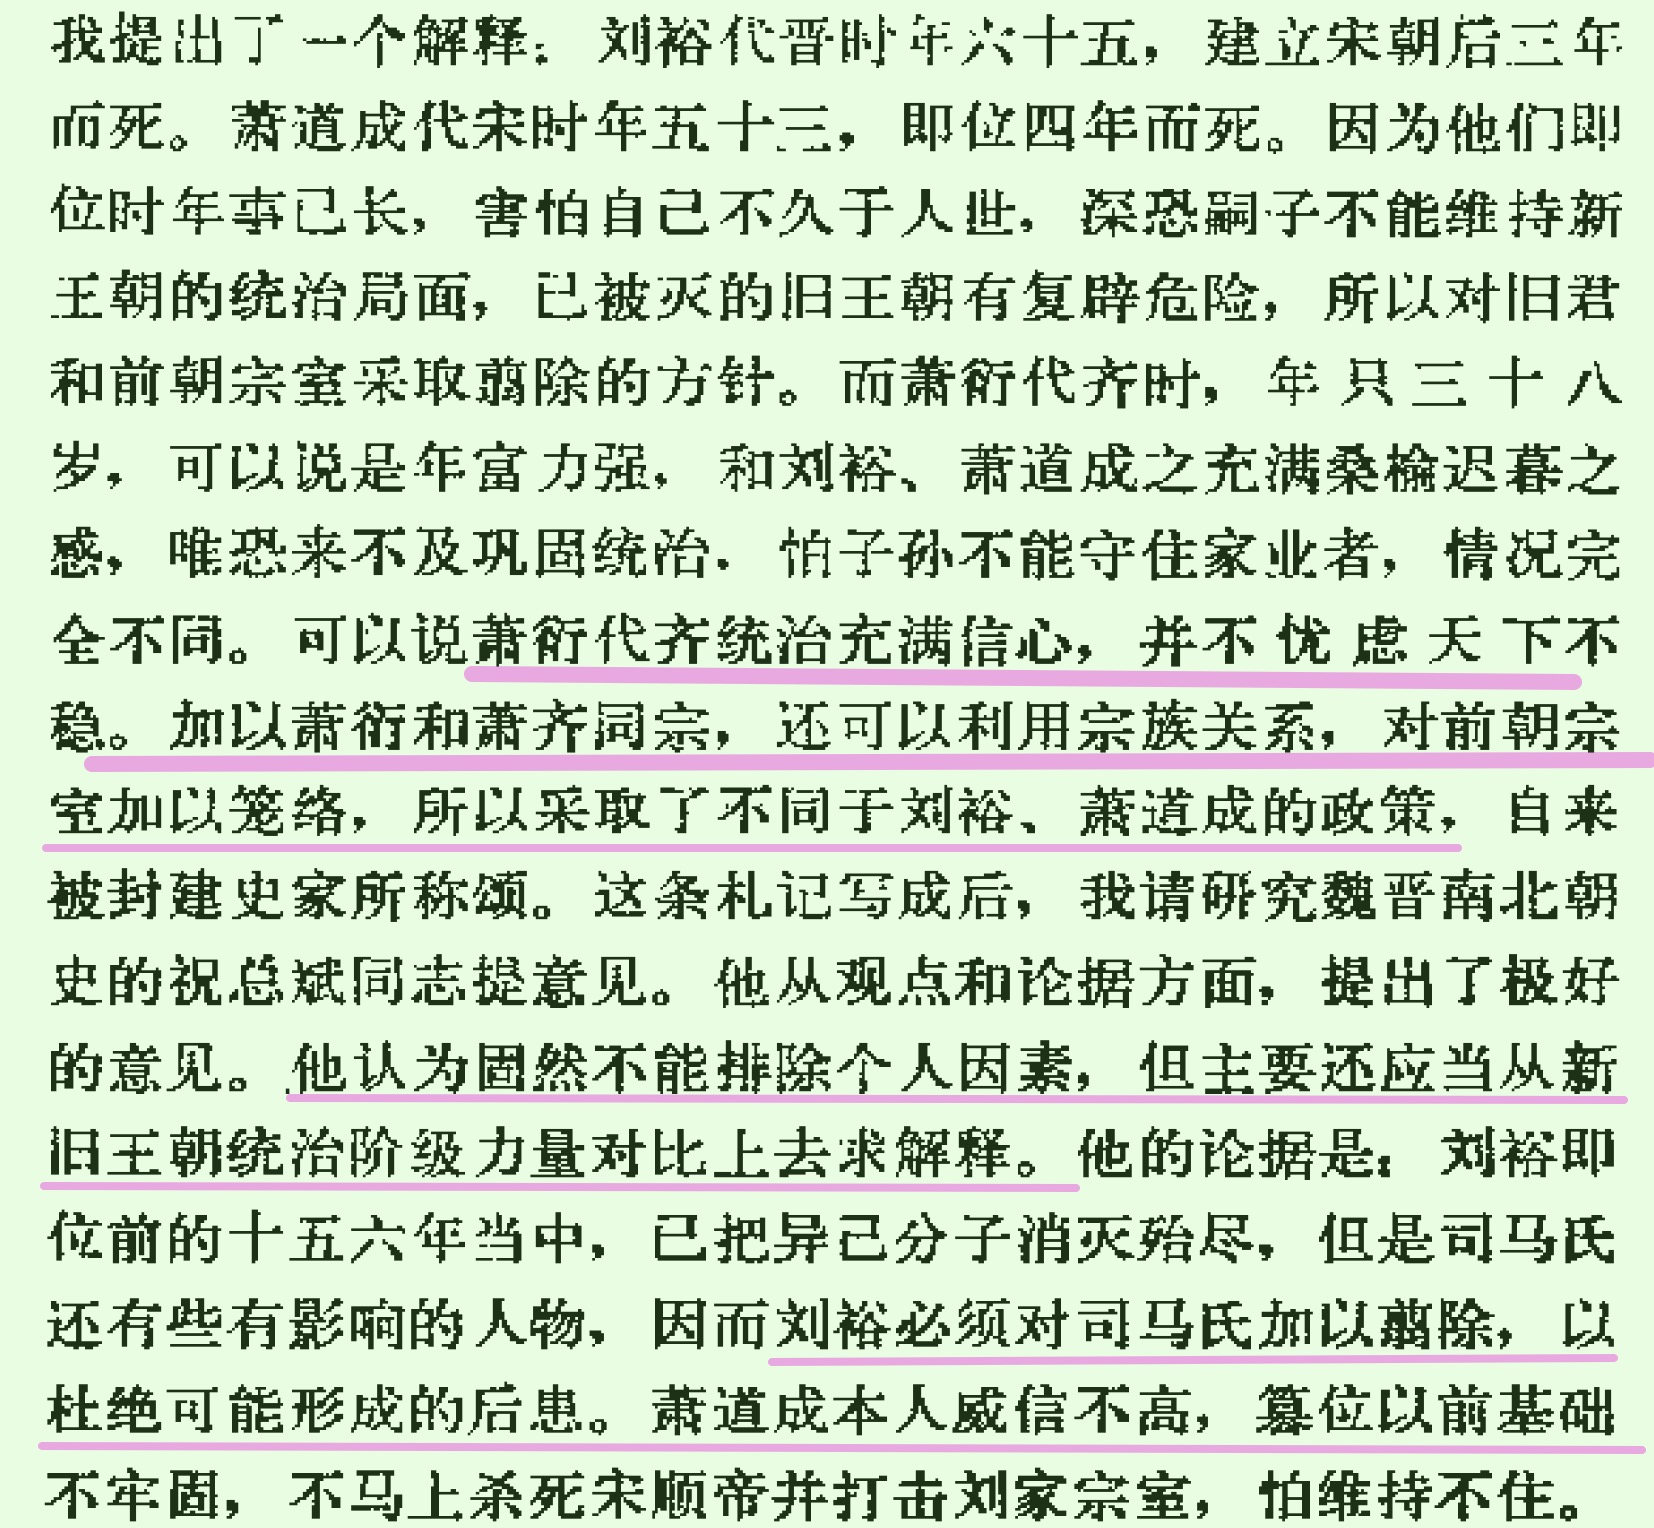 我提出了一个解释：刘裕代晋时年六十五，建立宋朝后三年
而死。萧道成代宋时年五十三，即位四年而死。因为他们即
位时年事已长，害怕自己不久于人世，深恐嗣子不能维持新
王朝的统治局面，已被灭的旧王朝有复辟危险，所以对旧君
和前朝宗室采取翦除的方针。而萧衍代齐时，年只三十八
岁，可以说是年富力强，和刘裕、萧道成之充满桑榆迟暮之
感，唯恐来不及巩固统治．怕子孙不能守住家业者，情况完
全不同。可以说萧衍代齐统治充满信心，并不忧虑天下不
稳。加以萧衍和萧齐同宗，还可以利用宗族关系，对前朝宗
室加以笼络，所以采取了不同于刘裕、萧道成的政策，自来
被封建史家所称颂。这条札记写成后，我请研究魏晋南北朝
史的祝总斌同志提意见。他从观点和论据方面，提出了极好
的意见。他认为固然不能排除个人因素，但主要还应当从新
旧王朝统治阶级力量对比上去求解释。他的论据是：刘裕即
位前的十五六年当中，已把异己分子消灭殆尽，但是司马氏
还有些有影响的人物，因而刘裕必须对司马氏加以翦除，以
杜绝可能形成的后患。萧道成本人威信不高，篡位以前基础
不牢固，不马上杀死宋顺帝并打击刘家宗室，怕维持不住。